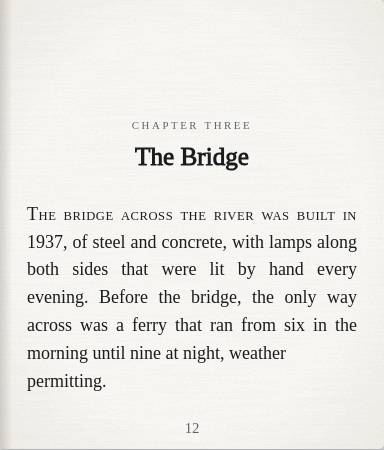 CHAPTER THREE
The Bridge
The bridge across the river was built in
1937, of steel and concrete, with lamps along
both sides that were lit by hand every
evening. Before the bridge, the only way
across was a ferry that ran from six in the
morning until nine at night, weather
permitting.
12